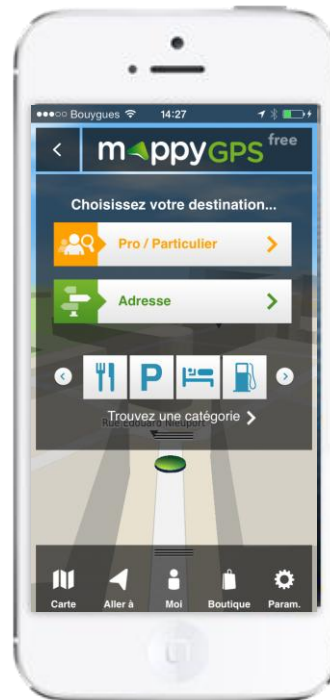 Bouygues 14:27
mappyGPS free
Choisissez votre destination...
Pro / Particulier
Adresse
P
Trouvez une catégorie
Rue Edouard Nieuport
Carte Aller à Moi Boutique Param.